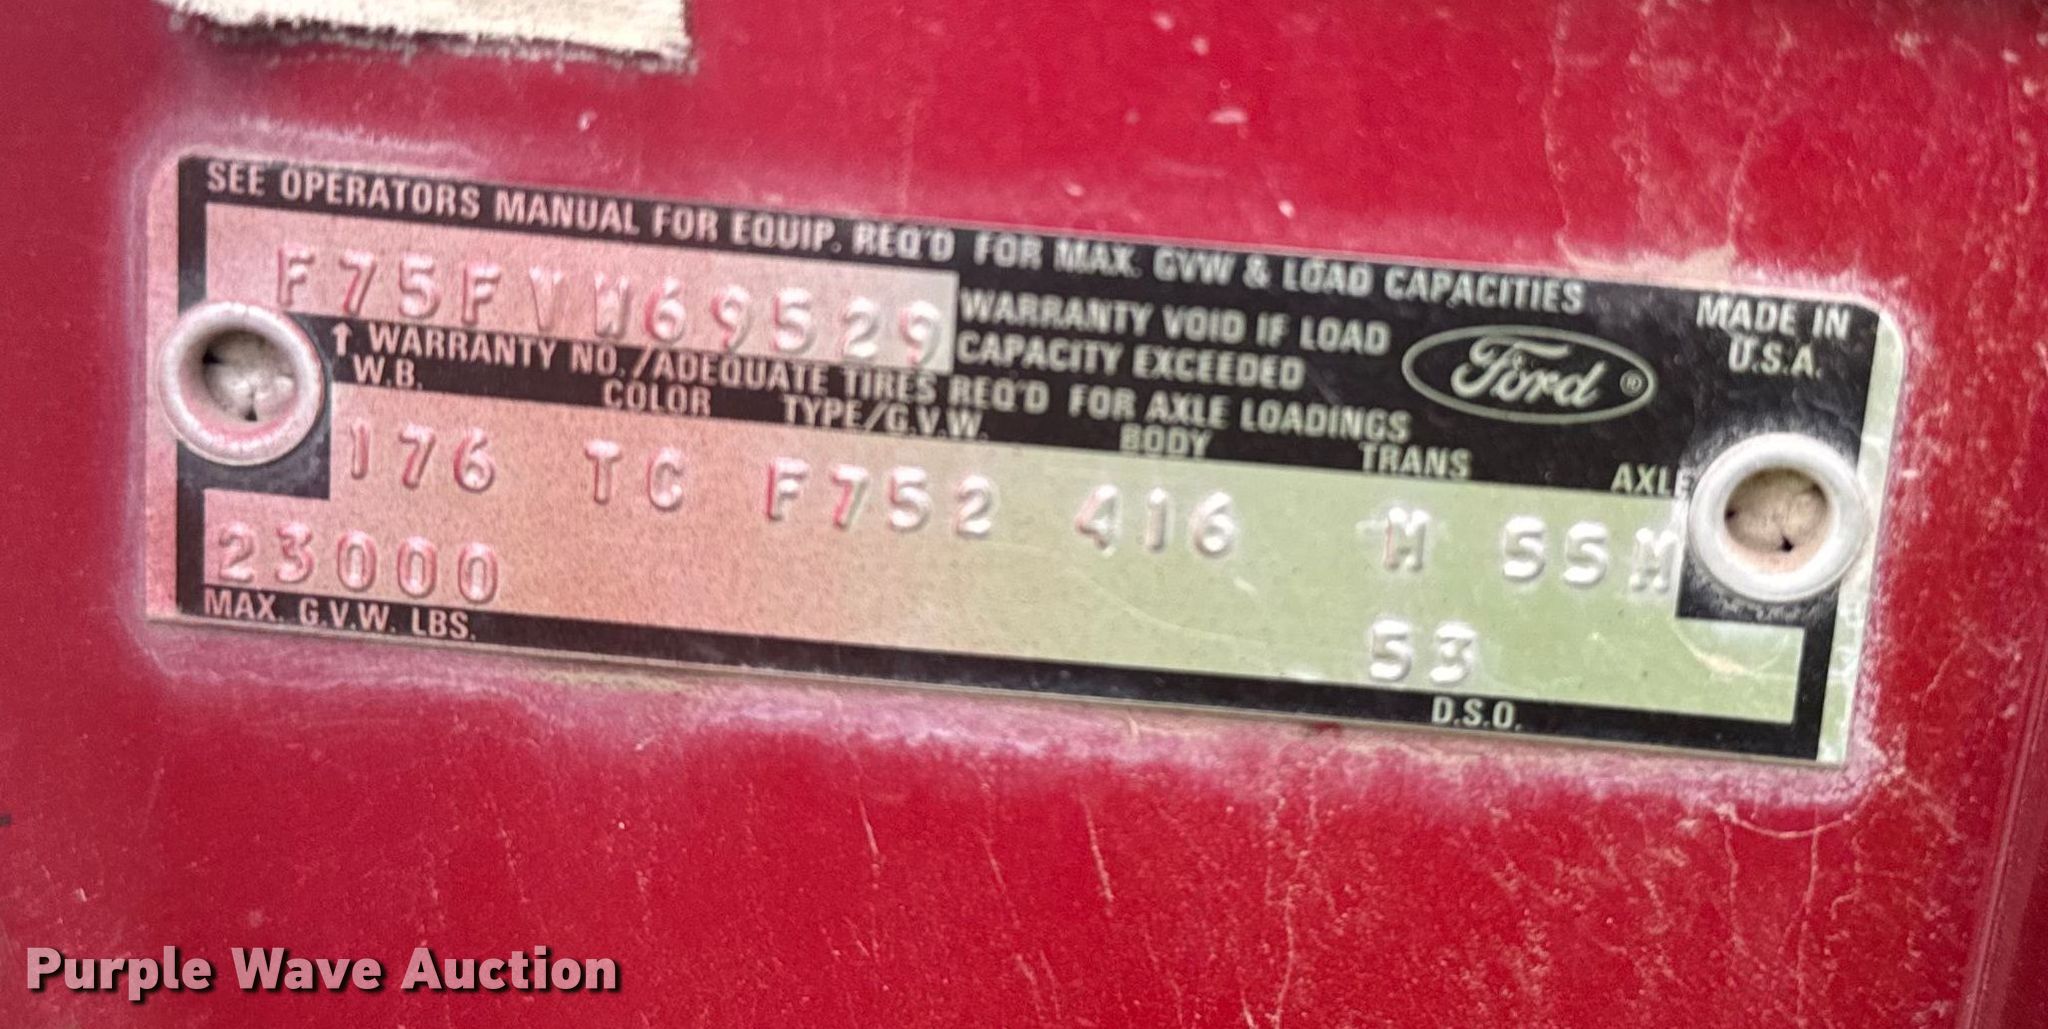 SEE OPERATORS MANUAL FOR EQUIP. REQ'D FOR MAX. GVW & LOAD CAPACITIES
MADE IN
U.S.A.
F75FVW69529
WARRANTY VOID IF LOAD
CAPACITY EXCEEDED
Ford ®
↑ WARRANTY NO./ADEQUATE TIRES REQ'D FOR AXLE LOADINGS
W.B. COLOR TYPE/G.V.W. BODY TRANS AXLE
176 TC F752 416 M 55M
23000 53
MAX. G.V.W. LBS. D.S.O.
Purple Wave Auction